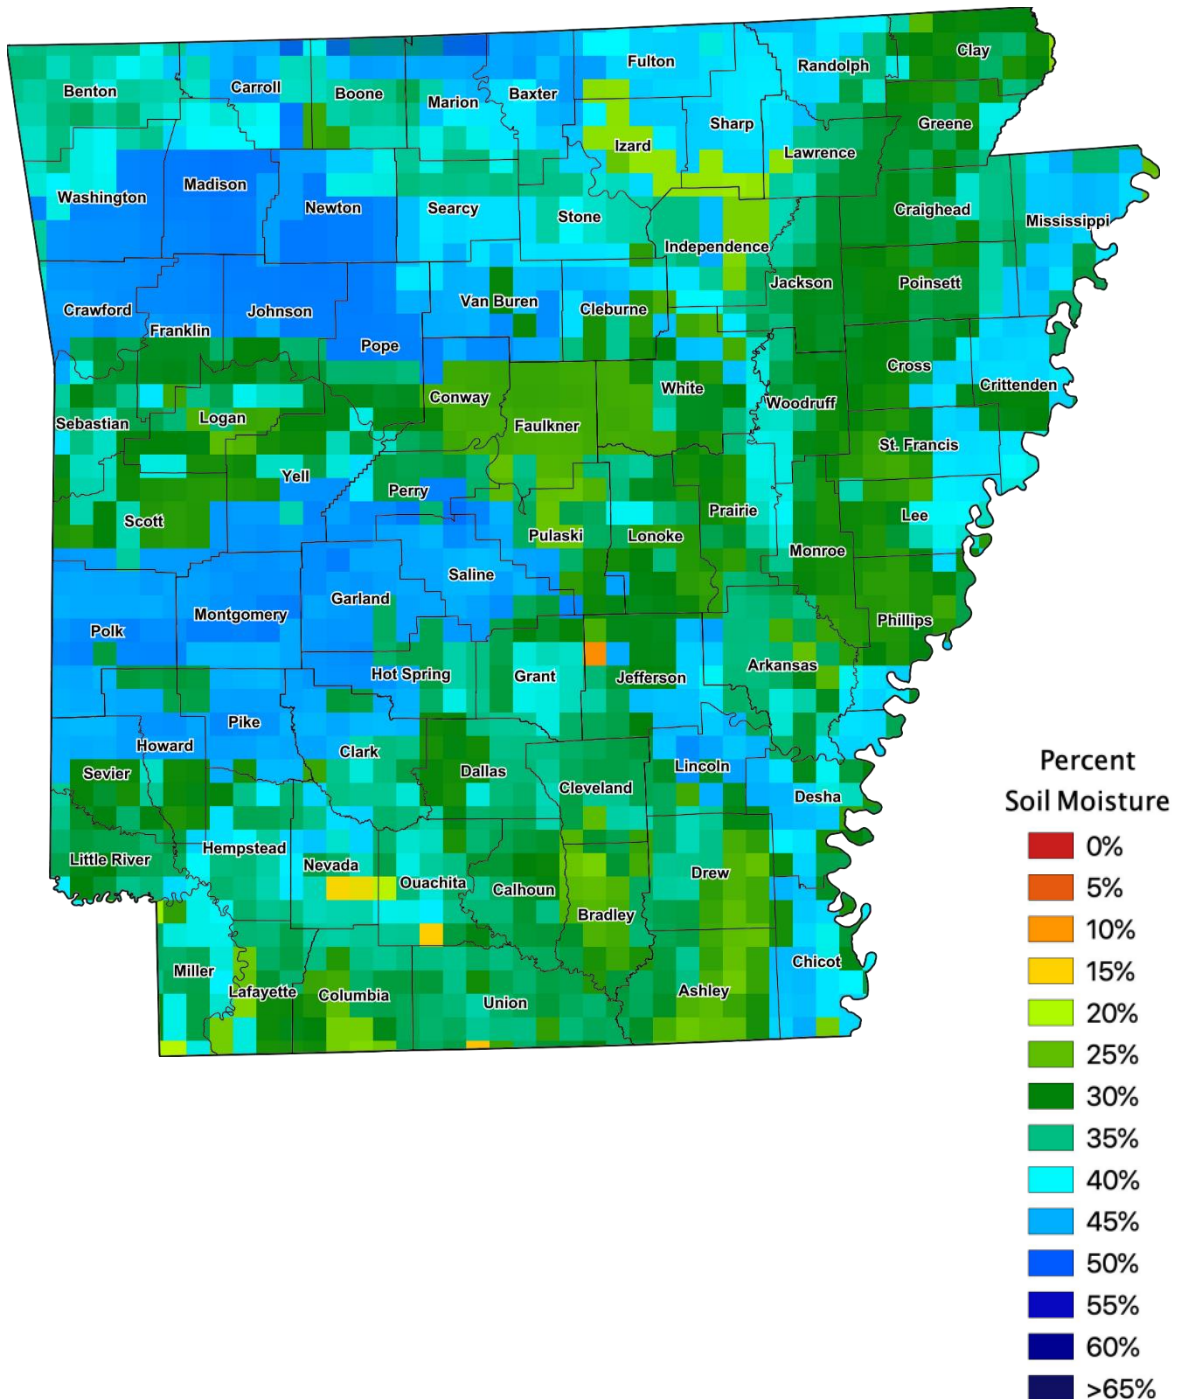 Clay
Fulton
Randolph
Benton
Carroll
Boone
Marion
Baxter
Sharp
Greene
Izard
Lawrence
Washington
Madison
Newton
Searcy
Stone
Craighead
Mississippi
Independence
Jackson
Poinsett
Crawford
Johnson
Van Buren
Cleburne
Franklin
Pope
Cross
Crittenden
Conway
White
Woodruff
Sebastian
Logan
Faulkner
St. Francis
Yell
Perry
Scott
Pulaski
Lonoke
Prairie
Lee
Monroe
Saline
Garland
Montgomery
Polk
Phillips
Hot Spring
Grant
Jefferson
Arkansas
Pike
Howard
Clark
Sevier
Dallas
Cleveland
Lincoln
Desha
Little River
Hempstead
Nevada
Ouachita
Calhoun
Drew
Bradley
Miller
Lafayette
Columbia
Union
Ashley
Chicot
Percent
Soil Moisture
0%
5%
10%
15%
20%
25%
30%
35%
40%
45%
50%
55%
60%
>65%